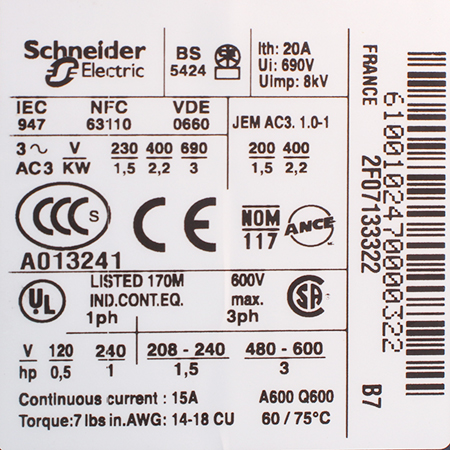 Schneider
Electric
BS
5424
Ith: 20A
Ui: 690V
UImp: 8kV
IEC
947
NFC
63110
VDE
0660
JEM AC3. 1.0-1
3~ V 230 400 690 200 400
AC3 KW 1,5 2,2 3 1,5 2,2
CCC S
CE
NOM
117
ANCE
A013241
UL
LISTED 170M
IND.CONT.EQ.
1ph
600V
max.
3ph
SA
V 120 240 208 - 240 480 - 600
hp 0,5 1 1,5 3
Continuous current : 15A A600 Q600
Torque:7 lbs in.AWG: 14-18 CU 60 / 75°C
FRANCE
2F07133322
B7
6100102470000322